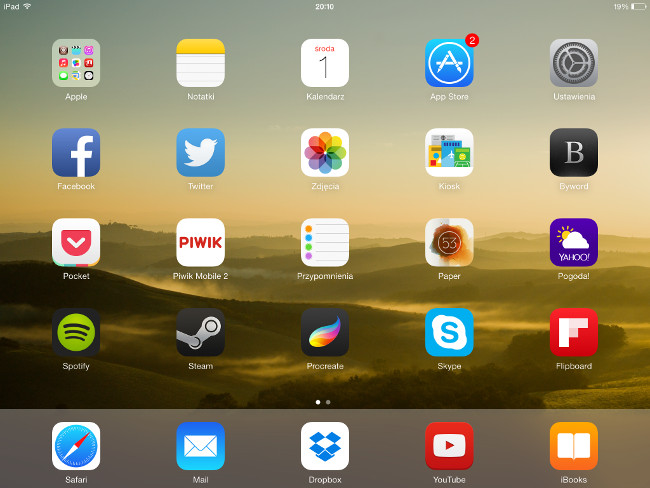 iPad 20:10 19%
środa 2
1
Apple Notatki Kalendarz App Store Ustawienia
f B
Facebook Twitter Zdjęcia Kiosk Byword
PIWIK 53 YAHOO!
Pocket Piwik Mobile 2 Przypomnienia Paper Pogoda!
Spotify Steam Procreate Skype Flipboard
Safari Mail Dropbox YouTube iBooks